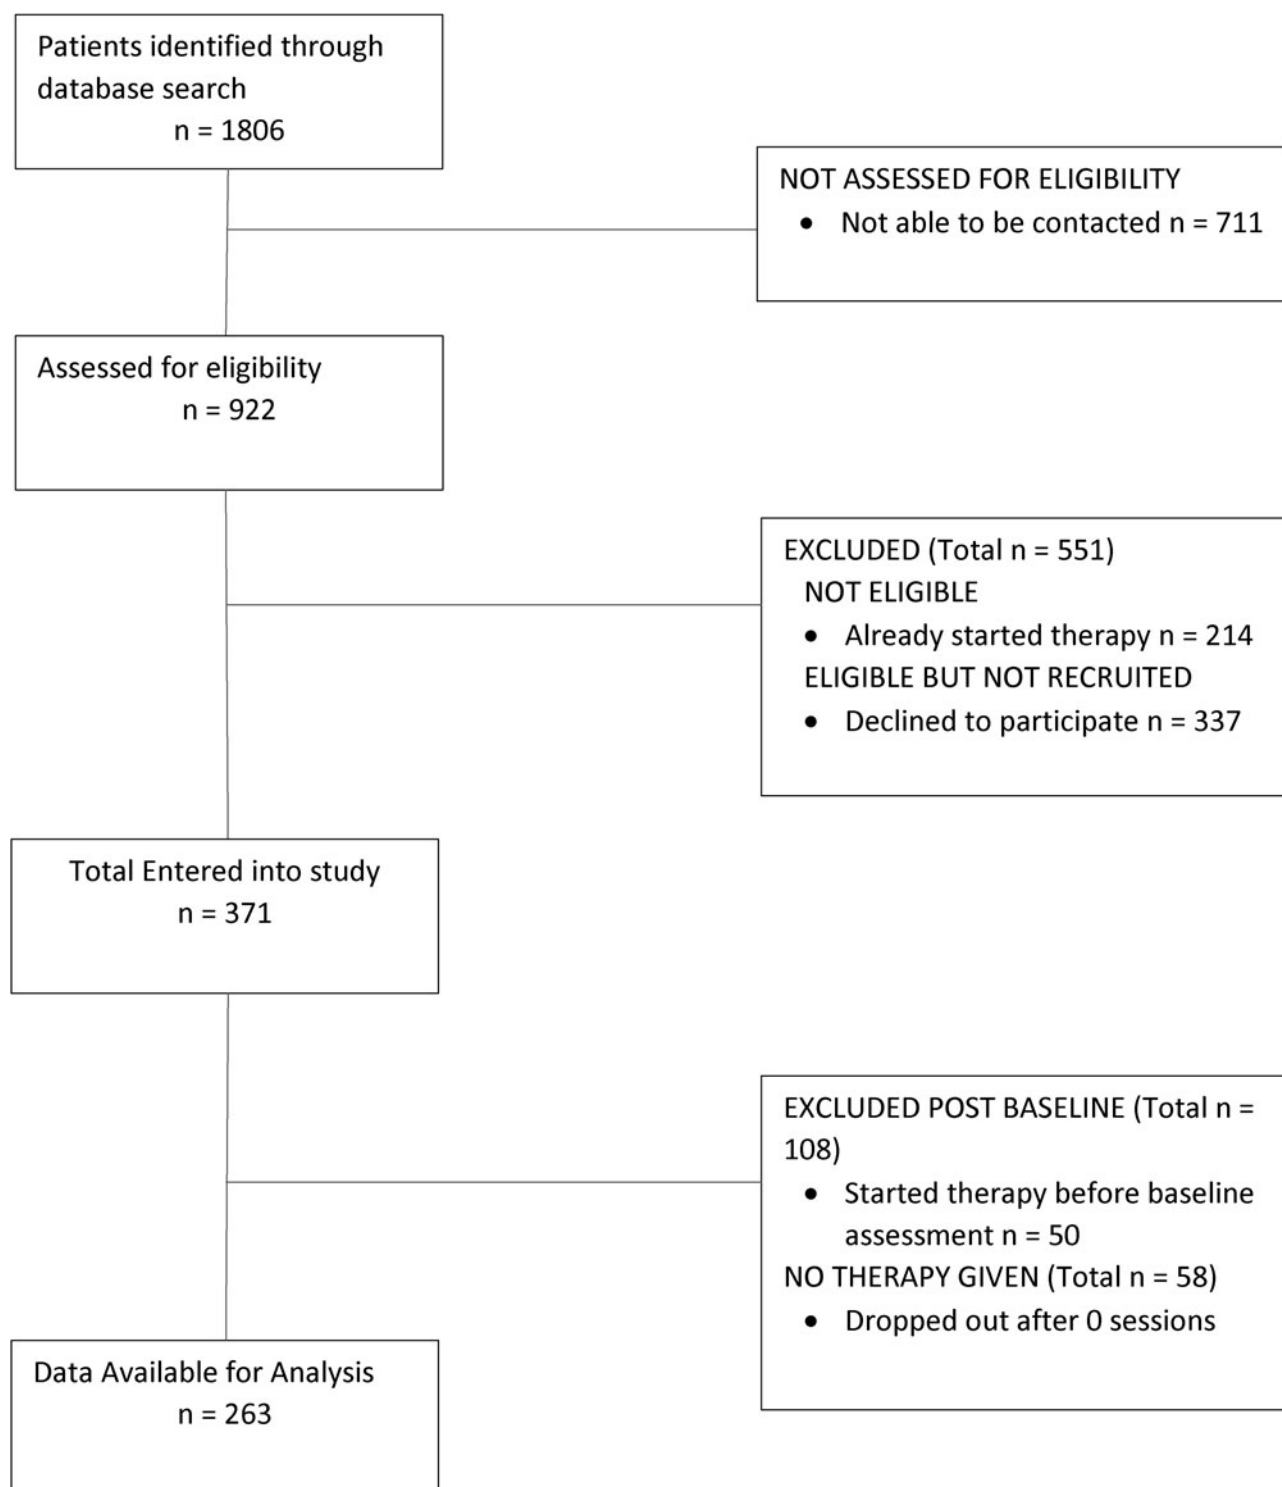 Patients identified through
database search
n = 1806
NOT ASSESSED FOR ELIGIBILITY
• Not able to be contacted n = 711
Assessed for eligibility
n = 922
EXCLUDED (Total n = 551)
NOT ELIGIBLE
• Already started therapy n = 214
ELIGIBLE BUT NOT RECRUITED
• Declined to participate n = 337
Total Entered into study
n = 371
EXCLUDED POST BASELINE (Total n =
108)
• Started therapy before baseline
assessment n = 50
NO THERAPY GIVEN (Total n = 58)
• Dropped out after 0 sessions
Data Available for Analysis
n = 263